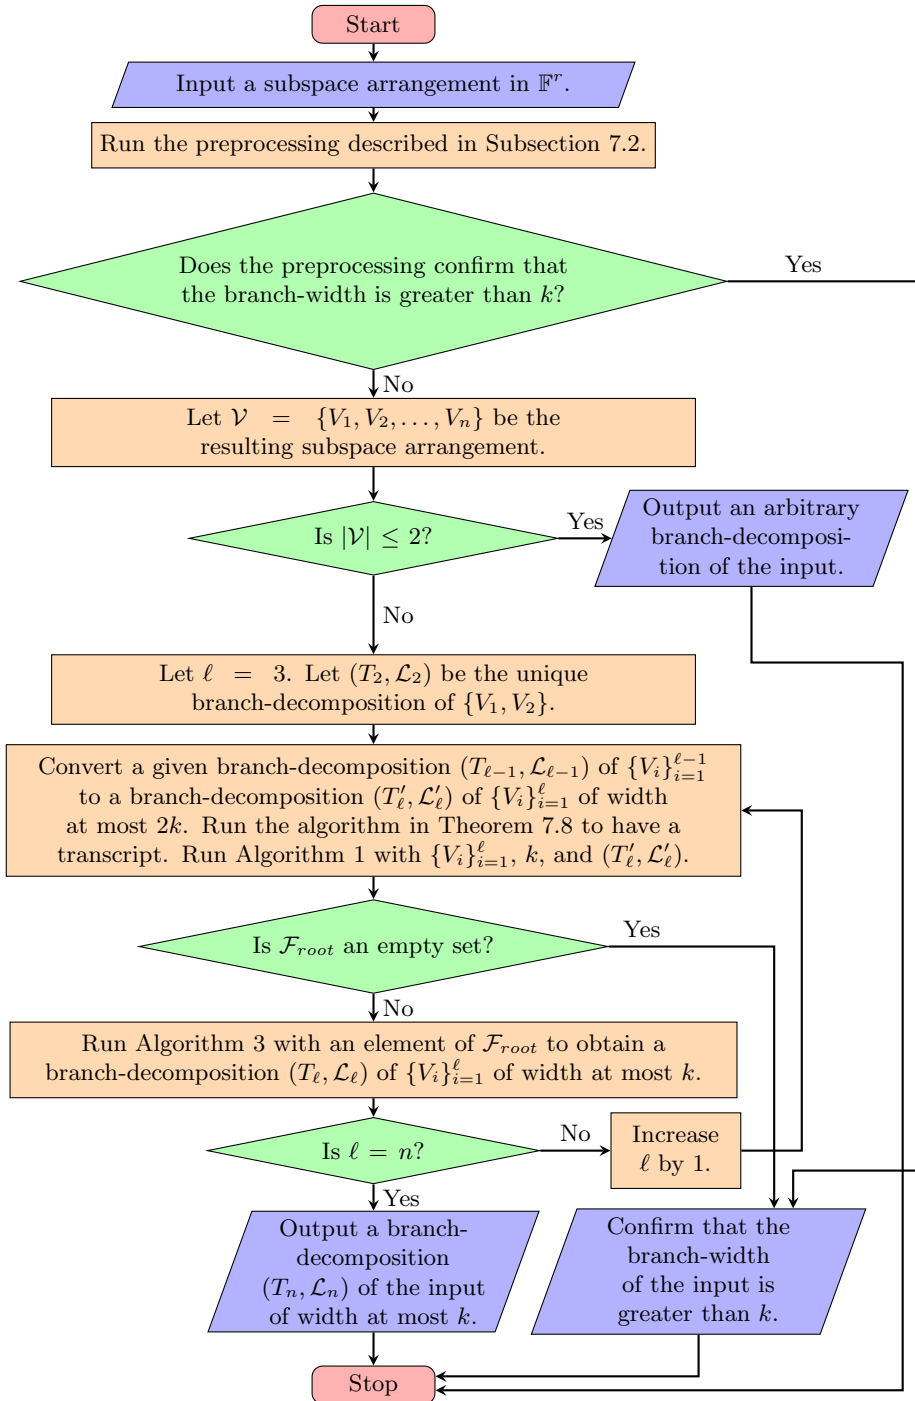 Start
Input a subspace arrangement in 𝔽^r.
Run the preprocessing described in Subsection 7.2.
Does the preprocessing confirm that
the branch-width is greater than k?
Yes
No
Let 𝒱 = {V_1, V_2, . . . , V_n} be the
resulting subspace arrangement.
Is |𝒱| ≤ 2?
Yes
Output an arbitrary
branch-decomposi-
tion of the input.
No
Let ℓ = 3. Let (T_2, ℒ_2) be the unique
branch-decomposition of {V_1, V_2}.
Convert a given branch-decomposition (T_{ℓ−1}, ℒ_{ℓ−1}) of {V_i}_{i=1}^{ℓ−1}
to a branch-decomposition (T′_ℓ, ℒ′_ℓ) of {V_i}_{i=1}^ℓ of width
at most 2k. Run the algorithm in Theorem 7.8 to have a
transcript. Run Algorithm 1 with {V_i}_{i=1}^ℓ, k, and (T′_ℓ, ℒ′_ℓ).
Is ℱ_{root} an empty set?
Yes
No
Run Algorithm 3 with an element of ℱ_{root} to obtain a
branch-decomposition (T_ℓ, ℒ_ℓ) of {V_i}_{i=1}^ℓ of width at most k.
Is ℓ = n?
No
Increase
ℓ by 1.
Yes
Output a branch-
decomposition
(T_n, ℒ_n) of the input
of width at most k.
Confirm that the
branch-width
of the input is
greater than k.
Stop